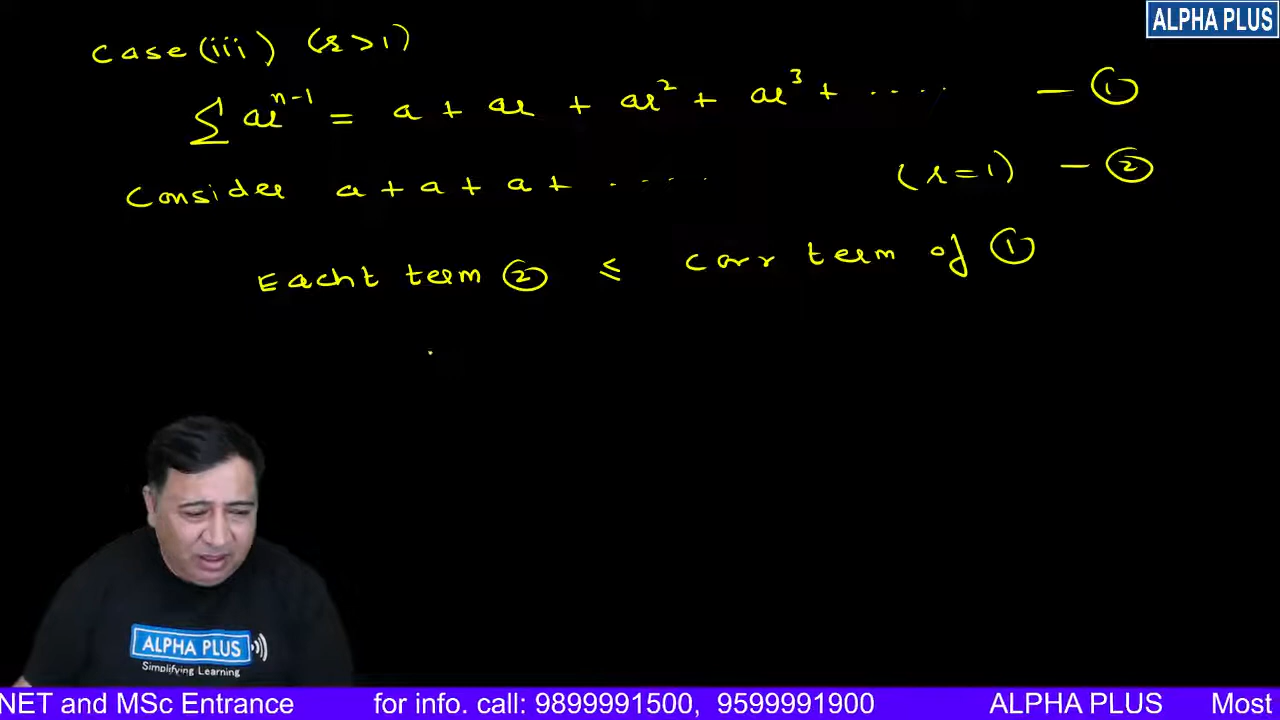 ALPHA PLUS
Case (iii) (r > 1)
∑ ar^{n-1} = a + ar + ar^2 + ar^3 + ..... — ①
Consider a + a + a + ..... (r = 1) — ②
Eacht term ② ≤ corr term of ①
ALPHA PLUS
Simplifying Learning
NET and MSc Entrance for info. call: 9899991500, 9599991900 ALPHA PLUS Most